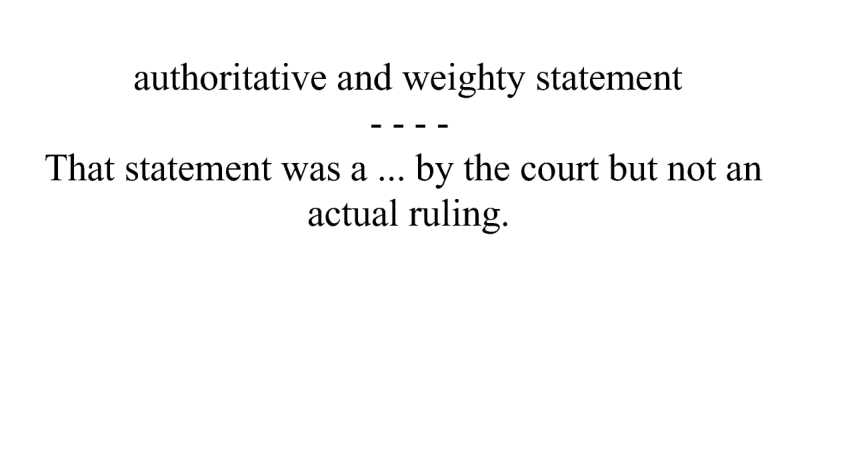 authoritative and weighty statement
- - - -
That statement was a ... by the court but not an
actual ruling.